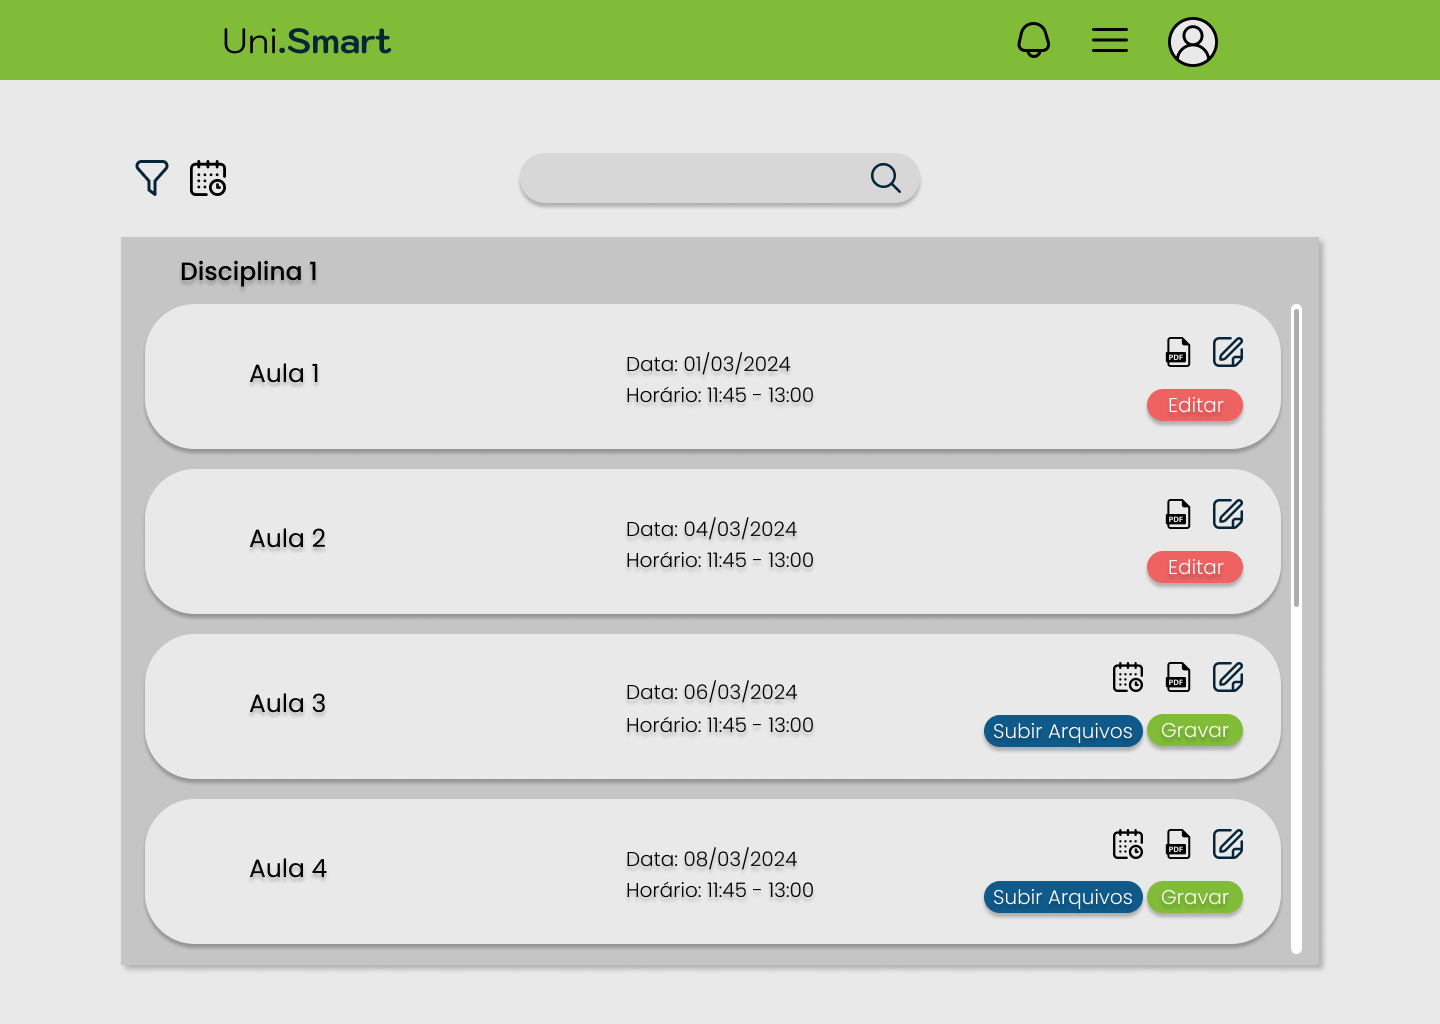 Uni.Smart
Disciplina 1
Aula 1
Data: 01/03/2024
Horário: 11:45 - 13:00
PDF
Editar
Aula 2
Data: 04/03/2024
Horário: 11:45 - 13:00
PDF
Editar
Aula 3
Data: 06/03/2024
Horário: 11:45 - 13:00
PDF
Subir Arquivos
Gravar
Aula 4
Data: 08/03/2024
Horário: 11:45 - 13:00
PDF
Subir Arquivos
Gravar